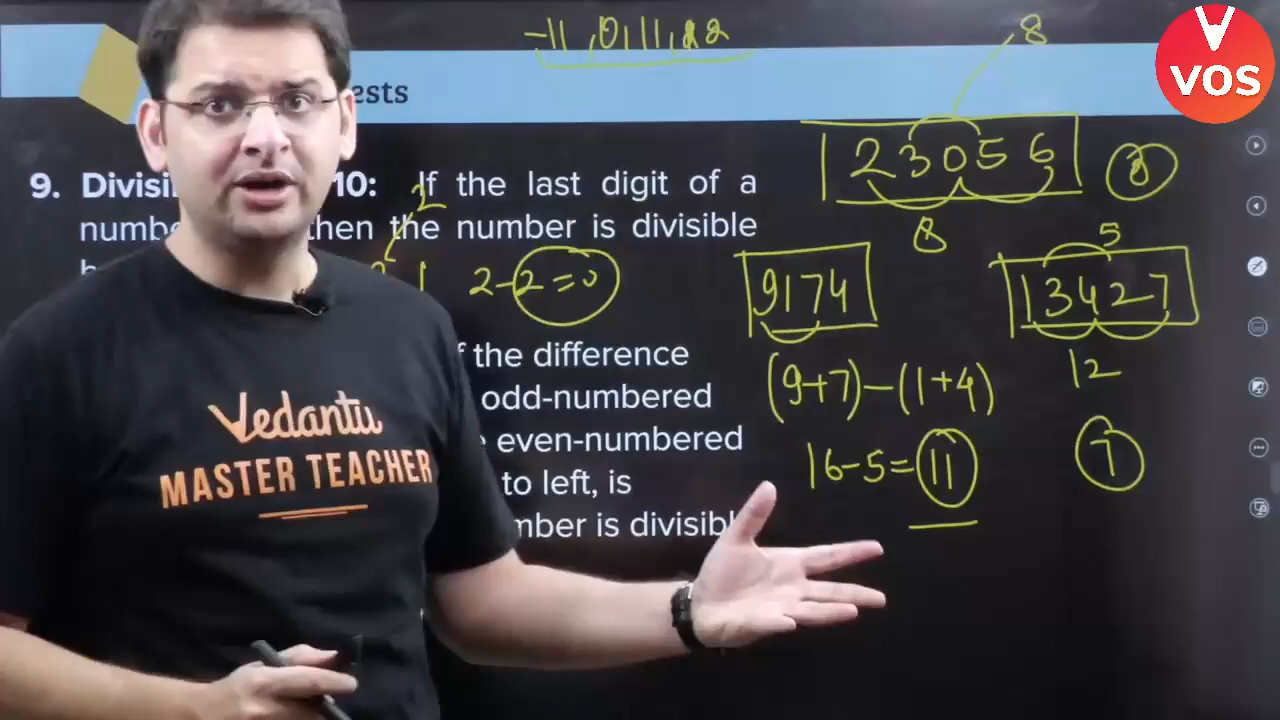 -11, 0, 11, 22
8
ests
V
VOS
23056
8
8
9. Divisi 10: If the last digit of a
then the number is divisible
2
2-2=0
9174
5
13427
f the difference
odd-numbered
even-numbered
to left, is
mber is divisibl
(9+7)-(1+4)
12
16-5=11
7
Vedantu
MASTER TEACHER